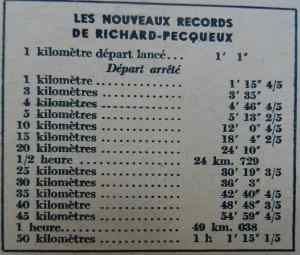 LES NOUVEAUX RECORDS
DE RICHARD-PECQUEUX
1 kilomètre départ lancé... 1' 1"
Départ arrêté
1 kilomètre ............ 1' 15" 4/5
3 kilomètres ............ 3' 35"
4 kilomètres ............ 4' 46" 4/5
5 kilomètres ............ 5' 13" 2/5
10 kilomètres ............ 12' 0" 4/5
15 kilomètres ............ 18' 4" 2/5
20 kilomètres ............ 24' 10"
1/2 heure ............ 24 km. 729
25 kilomètres ............ 30' 19" 3/5
30 kilomètres ............ 36' 3"
35 kilomètres ............ 42' 40" 4/5
40 kilomètres ............ 48' 48" 3/5
45 kilomètres ............ 54' 59" 4/5
1 heure............ 49 km. 038
50 kilomètres ............ 1 h 1' 15" 1/5